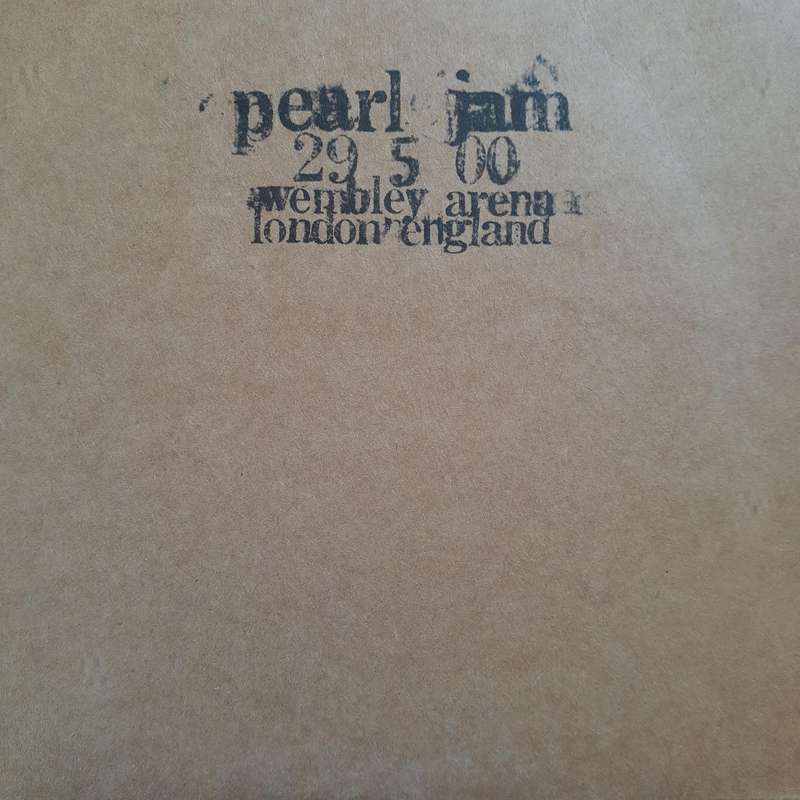 pearl jam
29 5 00
wembley arena
london england